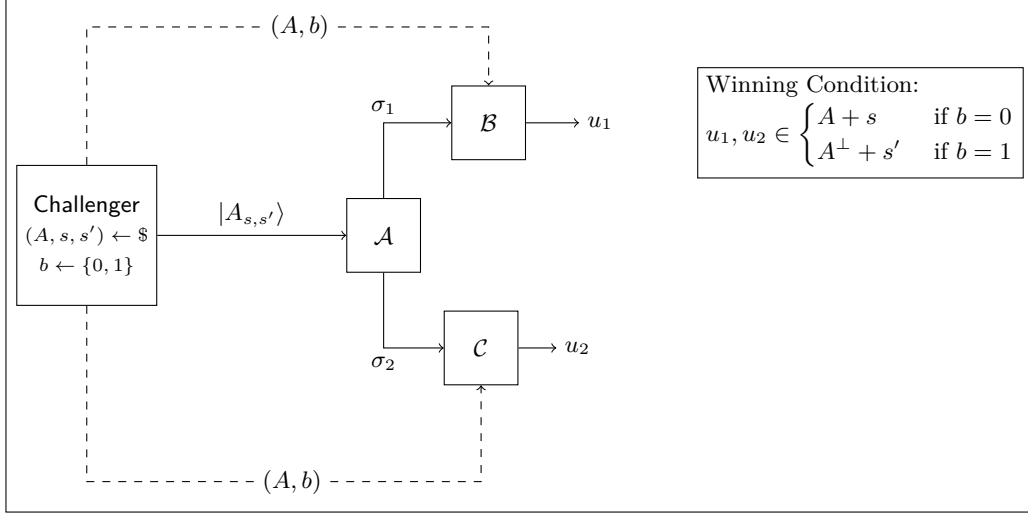 (A, b)
Winning Condition:
u₁, u₂ ∈ { A + s if b = 0
A^⊥ + s′ if b = 1
σ₁
ℬ
u₁
Challenger
(A, s, s′) ← $
b ← {0, 1}
|A_{s,s′}⟩
𝒜
σ₂
𝒞
u₂
(A, b)